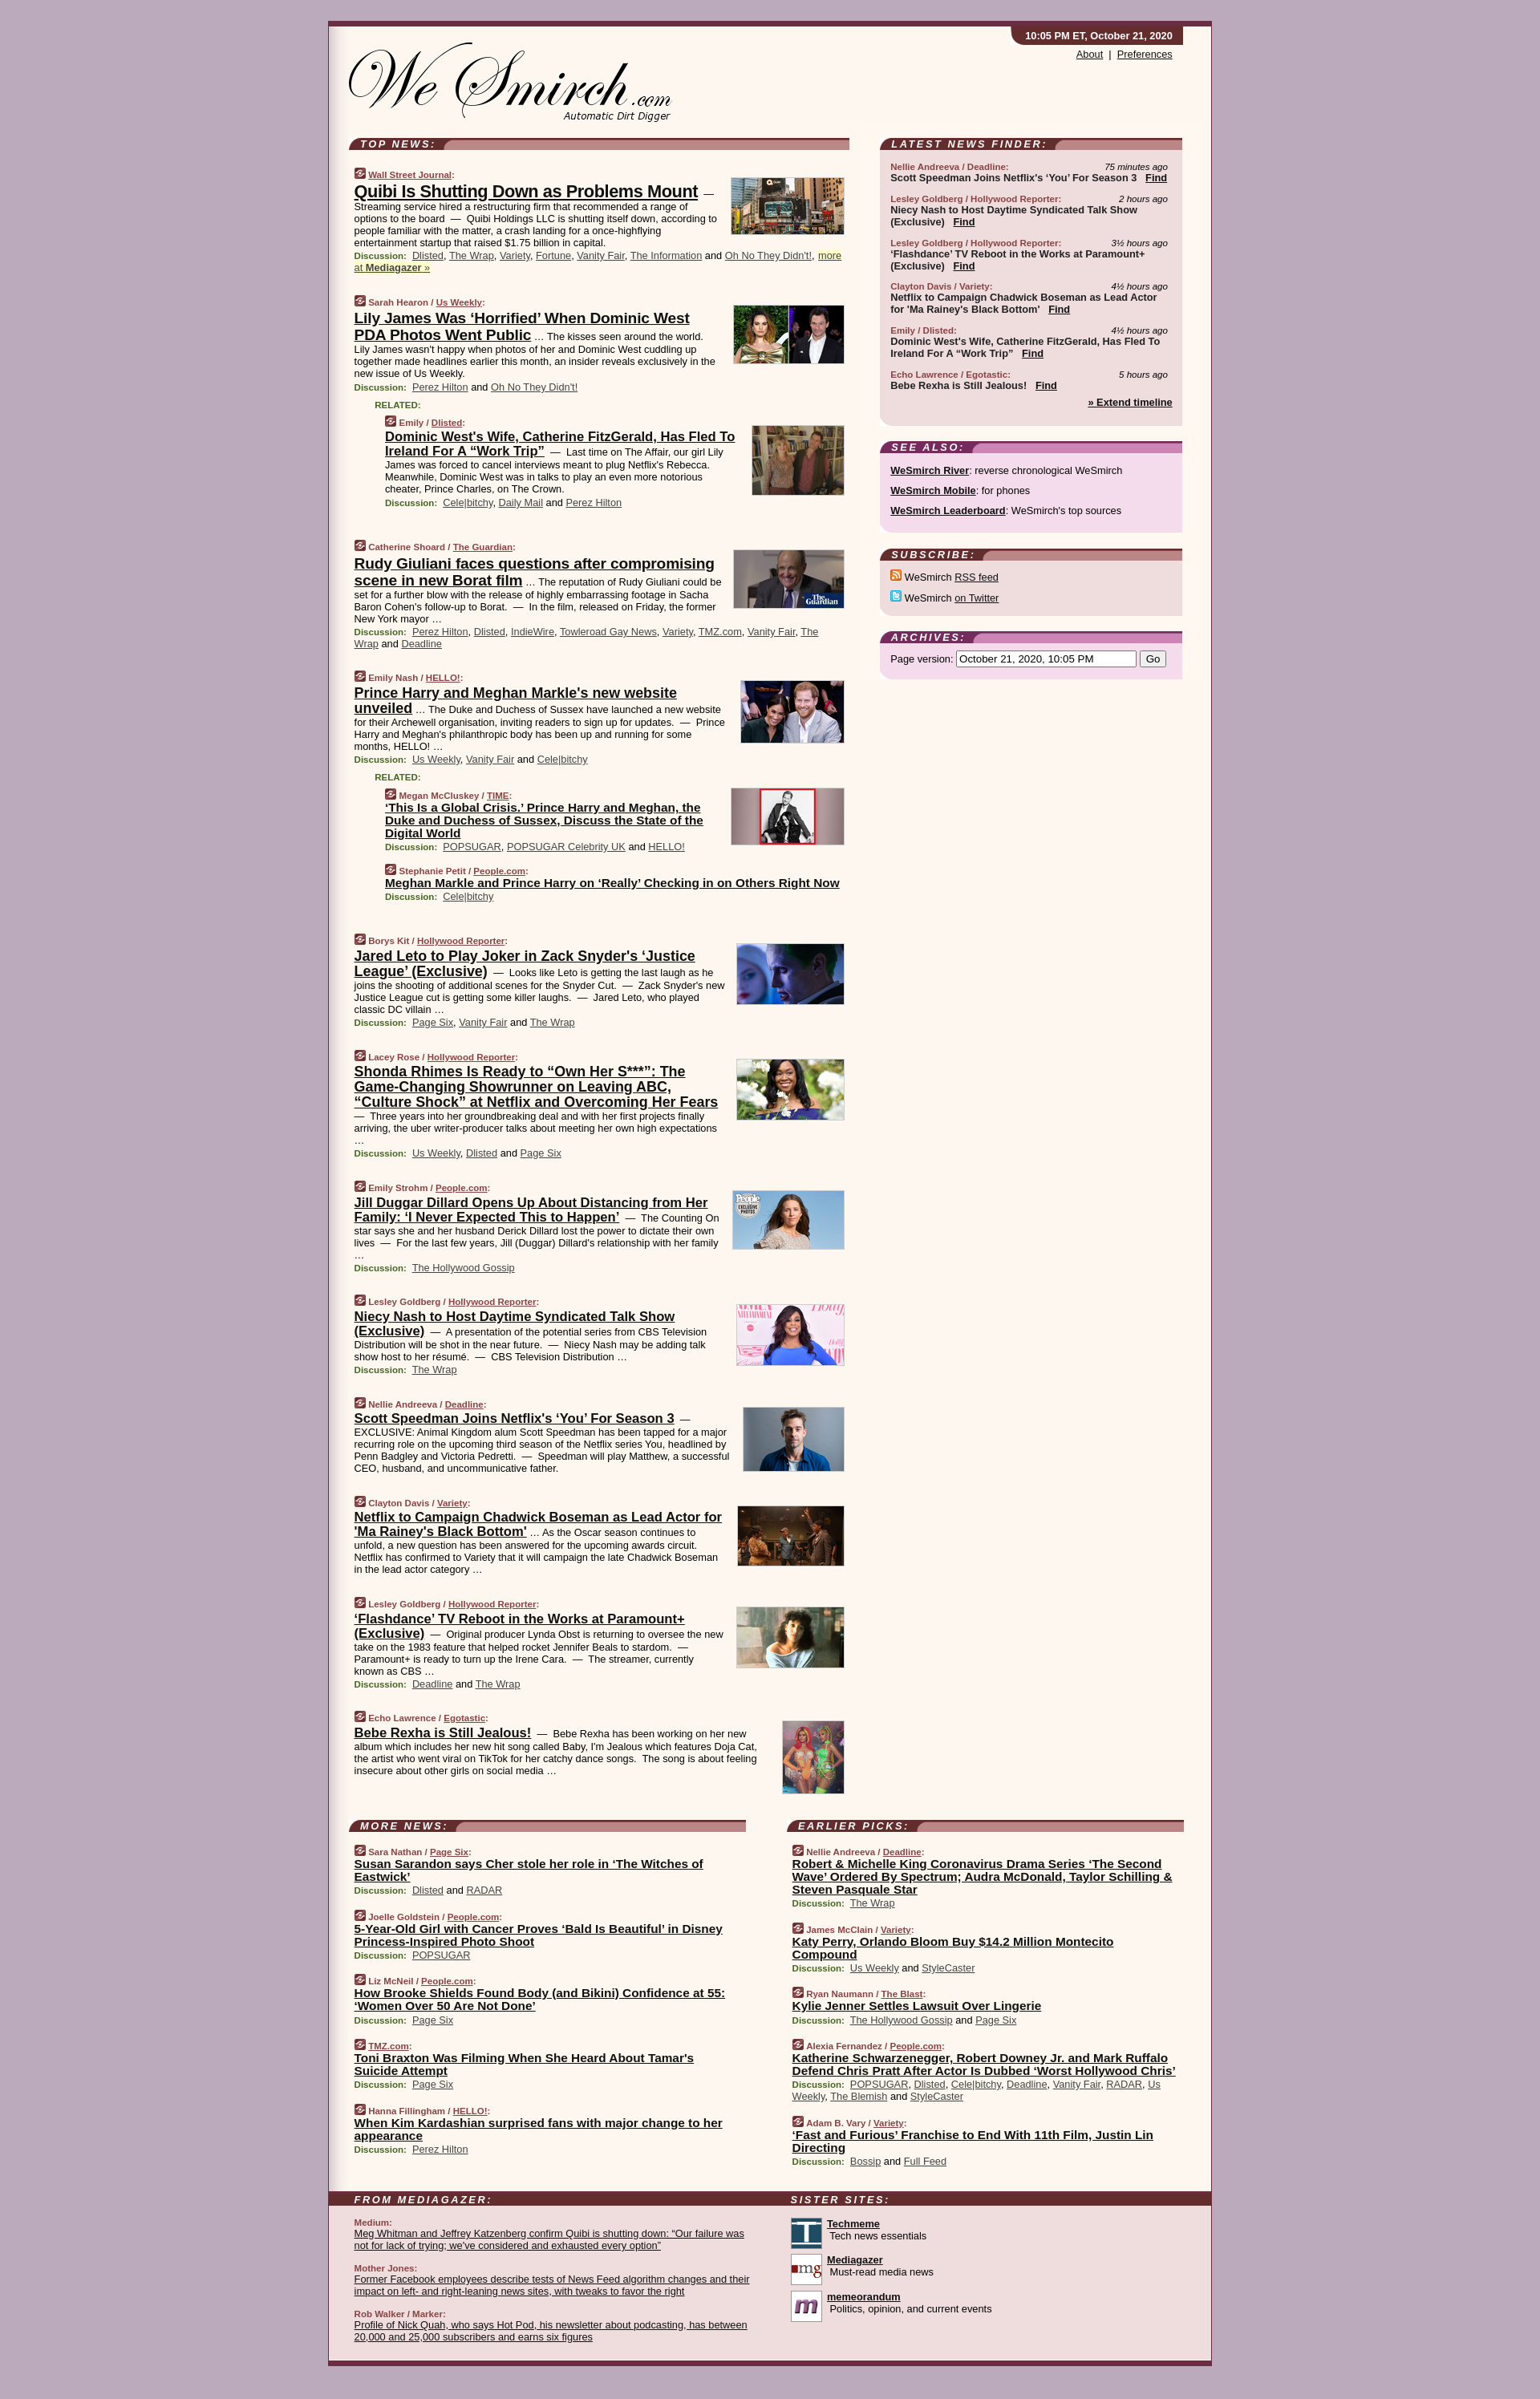 10:05 PM ET, October 21, 2020
About | Preferences
We Smirch.com
Automatic Dirt Digger
TOP NEWS:
Wall Street Journal:
Quibi Is Shutting Down as Problems Mount —
Streaming service hired a restructuring firm that recommended a range of
options to the board — Quibi Holdings LLC is shutting itself down, according to
people familiar with the matter, a crash landing for a once-highflying
entertainment startup that raised $1.75 billion in capital.
Discussion: Dlisted, The Wrap, Variety, Fortune, Vanity Fair, The Information and Oh No They Didn't!, more
at Mediagazer »
Sarah Hearon / Us Weekly:
Lily James Was ‘Horrified’ When Dominic West
PDA Photos Went Public … The kisses seen around the world.
Lily James wasn't happy when photos of her and Dominic West cuddling up
together made headlines earlier this month, an insider reveals exclusively in the
new issue of Us Weekly.
Discussion: Perez Hilton and Oh No They Didn't!
RELATED:
Emily / Dlisted:
Dominic West's Wife, Catherine FitzGerald, Has Fled To
Ireland For A “Work Trip” — Last time on The Affair, our girl Lily
James was forced to cancel interviews meant to plug Netflix's Rebecca.
Meanwhile, Dominic West was in talks to play an even more notorious
cheater, Prince Charles, on The Crown.
Discussion: Cele|bitchy, Daily Mail and Perez Hilton
Catherine Shoard / The Guardian:
Rudy Giuliani faces questions after compromising
scene in new Borat film … The reputation of Rudy Giuliani could be
set for a further blow with the release of highly embarrassing footage in Sacha
Baron Cohen's follow-up to Borat. — In the film, released on Friday, the former
New York mayor …
The Guardian
Discussion: Perez Hilton, Dlisted, IndieWire, Towleroad Gay News, Variety, TMZ.com, Vanity Fair, The
Wrap and Deadline
Emily Nash / HELLO!:
Prince Harry and Meghan Markle's new website
unveiled … The Duke and Duchess of Sussex have launched a new website
for their Archewell organisation, inviting readers to sign up for updates. — Prince
Harry and Meghan's philanthropic body has been up and running for some
months, HELLO! …
Discussion: Us Weekly, Vanity Fair and Cele|bitchy
RELATED:
Megan McCluskey / TIME:
‘This Is a Global Crisis.’ Prince Harry and Meghan, the
Duke and Duchess of Sussex, Discuss the State of the
Digital World
Discussion: POPSUGAR, POPSUGAR Celebrity UK and HELLO!
Stephanie Petit / People.com:
Meghan Markle and Prince Harry on ‘Really’ Checking in on Others Right Now
Discussion: Cele|bitchy
Borys Kit / Hollywood Reporter:
Jared Leto to Play Joker in Zack Snyder's ‘Justice
League’ (Exclusive) — Looks like Leto is getting the last laugh as he
joins the shooting of additional scenes for the Snyder Cut. — Zack Snyder's new
Justice League cut is getting some killer laughs. — Jared Leto, who played
classic DC villain …
Discussion: Page Six, Vanity Fair and The Wrap
Lacey Rose / Hollywood Reporter:
Shonda Rhimes Is Ready to “Own Her S***”: The
Game-Changing Showrunner on Leaving ABC,
“Culture Shock” at Netflix and Overcoming Her Fears
— Three years into her groundbreaking deal and with her first projects finally
arriving, the uber writer-producer talks about meeting her own high expectations
…
Discussion: Us Weekly, Dlisted and Page Six
Emily Strohm / People.com:
Jill Duggar Dillard Opens Up About Distancing from Her
Family: ‘I Never Expected This to Happen’ — The Counting On
star says she and her husband Derick Dillard lost the power to dictate their own
lives — For the last few years, Jill (Duggar) Dillard's relationship with her family
…
People
EXCLUSIVE PHOTOS
Discussion: The Hollywood Gossip
Lesley Goldberg / Hollywood Reporter:
Niecy Nash to Host Daytime Syndicated Talk Show
(Exclusive) — A presentation of the potential series from CBS Television
Distribution will be shot in the near future. — Niecy Nash may be adding talk
show host to her résumé. — CBS Television Distribution …
Discussion: The Wrap
Nellie Andreeva / Deadline:
Scott Speedman Joins Netflix's ‘You’ For Season 3 —
EXCLUSIVE: Animal Kingdom alum Scott Speedman has been tapped for a major
recurring role on the upcoming third season of the Netflix series You, headlined by
Penn Badgley and Victoria Pedretti. — Speedman will play Matthew, a successful
CEO, husband, and uncommunicative father.
Clayton Davis / Variety:
Netflix to Campaign Chadwick Boseman as Lead Actor for
'Ma Rainey's Black Bottom' … As the Oscar season continues to
unfold, a new question has been answered for the upcoming awards circuit.
Netflix has confirmed to Variety that it will campaign the late Chadwick Boseman
in the lead actor category …
Lesley Goldberg / Hollywood Reporter:
‘Flashdance’ TV Reboot in the Works at Paramount+
(Exclusive) — Original producer Lynda Obst is returning to oversee the new
take on the 1983 feature that helped rocket Jennifer Beals to stardom. —
Paramount+ is ready to turn up the Irene Cara. — The streamer, currently
known as CBS …
Discussion: Deadline and The Wrap
Echo Lawrence / Egotastic:
Bebe Rexha is Still Jealous! — Bebe Rexha has been working on her new
album which includes her new hit song called Baby, I'm Jealous which features Doja Cat,
the artist who went viral on TikTok for her catchy dance songs. The song is about feeling
insecure about other girls on social media …
LATEST NEWS FINDER:
Nellie Andreeva / Deadline: 75 minutes ago
Scott Speedman Joins Netflix's ‘You’ For Season 3 Find
Lesley Goldberg / Hollywood Reporter: 2 hours ago
Niecy Nash to Host Daytime Syndicated Talk Show
(Exclusive) Find
Lesley Goldberg / Hollywood Reporter: 3½ hours ago
‘Flashdance’ TV Reboot in the Works at Paramount+
(Exclusive) Find
Clayton Davis / Variety: 4½ hours ago
Netflix to Campaign Chadwick Boseman as Lead Actor
for 'Ma Rainey's Black Bottom' Find
Emily / Dlisted: 4½ hours ago
Dominic West's Wife, Catherine FitzGerald, Has Fled To
Ireland For A “Work Trip” Find
Echo Lawrence / Egotastic: 5 hours ago
Bebe Rexha is Still Jealous! Find
» Extend timeline
SEE ALSO:
WeSmirch River: reverse chronological WeSmirch
WeSmirch Mobile: for phones
WeSmirch Leaderboard: WeSmirch's top sources
SUBSCRIBE:
WeSmirch RSS feed
WeSmirch on Twitter
ARCHIVES:
Page version: October 21, 2020, 10:05 PM Go
MORE NEWS:
Sara Nathan / Page Six:
Susan Sarandon says Cher stole her role in ‘The Witches of
Eastwick’
Discussion: Dlisted and RADAR
Joelle Goldstein / People.com:
5-Year-Old Girl with Cancer Proves ‘Bald Is Beautiful’ in Disney
Princess-Inspired Photo Shoot
Discussion: POPSUGAR
Liz McNeil / People.com:
How Brooke Shields Found Body (and Bikini) Confidence at 55:
‘Women Over 50 Are Not Done’
Discussion: Page Six
TMZ.com:
Toni Braxton Was Filming When She Heard About Tamar's
Suicide Attempt
Discussion: Page Six
Hanna Fillingham / HELLO!:
When Kim Kardashian surprised fans with major change to her
appearance
Discussion: Perez Hilton
EARLIER PICKS:
Nellie Andreeva / Deadline:
Robert & Michelle King Coronavirus Drama Series ‘The Second
Wave’ Ordered By Spectrum; Audra McDonald, Taylor Schilling &
Steven Pasquale Star
Discussion: The Wrap
James McClain / Variety:
Katy Perry, Orlando Bloom Buy $14.2 Million Montecito
Compound
Discussion: Us Weekly and StyleCaster
Ryan Naumann / The Blast:
Kylie Jenner Settles Lawsuit Over Lingerie
Discussion: The Hollywood Gossip and Page Six
Alexia Fernandez / People.com:
Katherine Schwarzenegger, Robert Downey Jr. and Mark Ruffalo
Defend Chris Pratt After Actor Is Dubbed ‘Worst Hollywood Chris’
Discussion: POPSUGAR, Dlisted, Cele|bitchy, Deadline, Vanity Fair, RADAR, Us
Weekly, The Blemish and StyleCaster
Adam B. Vary / Variety:
‘Fast and Furious’ Franchise to End With 11th Film, Justin Lin
Directing
Discussion: Bossip and Full Feed
FROM MEDIAGAZER:
Medium:
Meg Whitman and Jeffrey Katzenberg confirm Quibi is shutting down: “Our failure was
not for lack of trying; we've considered and exhausted every option”
Mother Jones:
Former Facebook employees describe tests of News Feed algorithm changes and their
impact on left- and right-leaning news sites, with tweaks to favor the right
Rob Walker / Marker:
Profile of Nick Quah, who says Hot Pod, his newsletter about podcasting, has between
20,000 and 25,000 subscribers and earns six figures
SISTER SITES:
T
Techmeme
Tech news essentials
mg
Mediagazer
Must-read media news
m
memeorandum
Politics, opinion, and current events